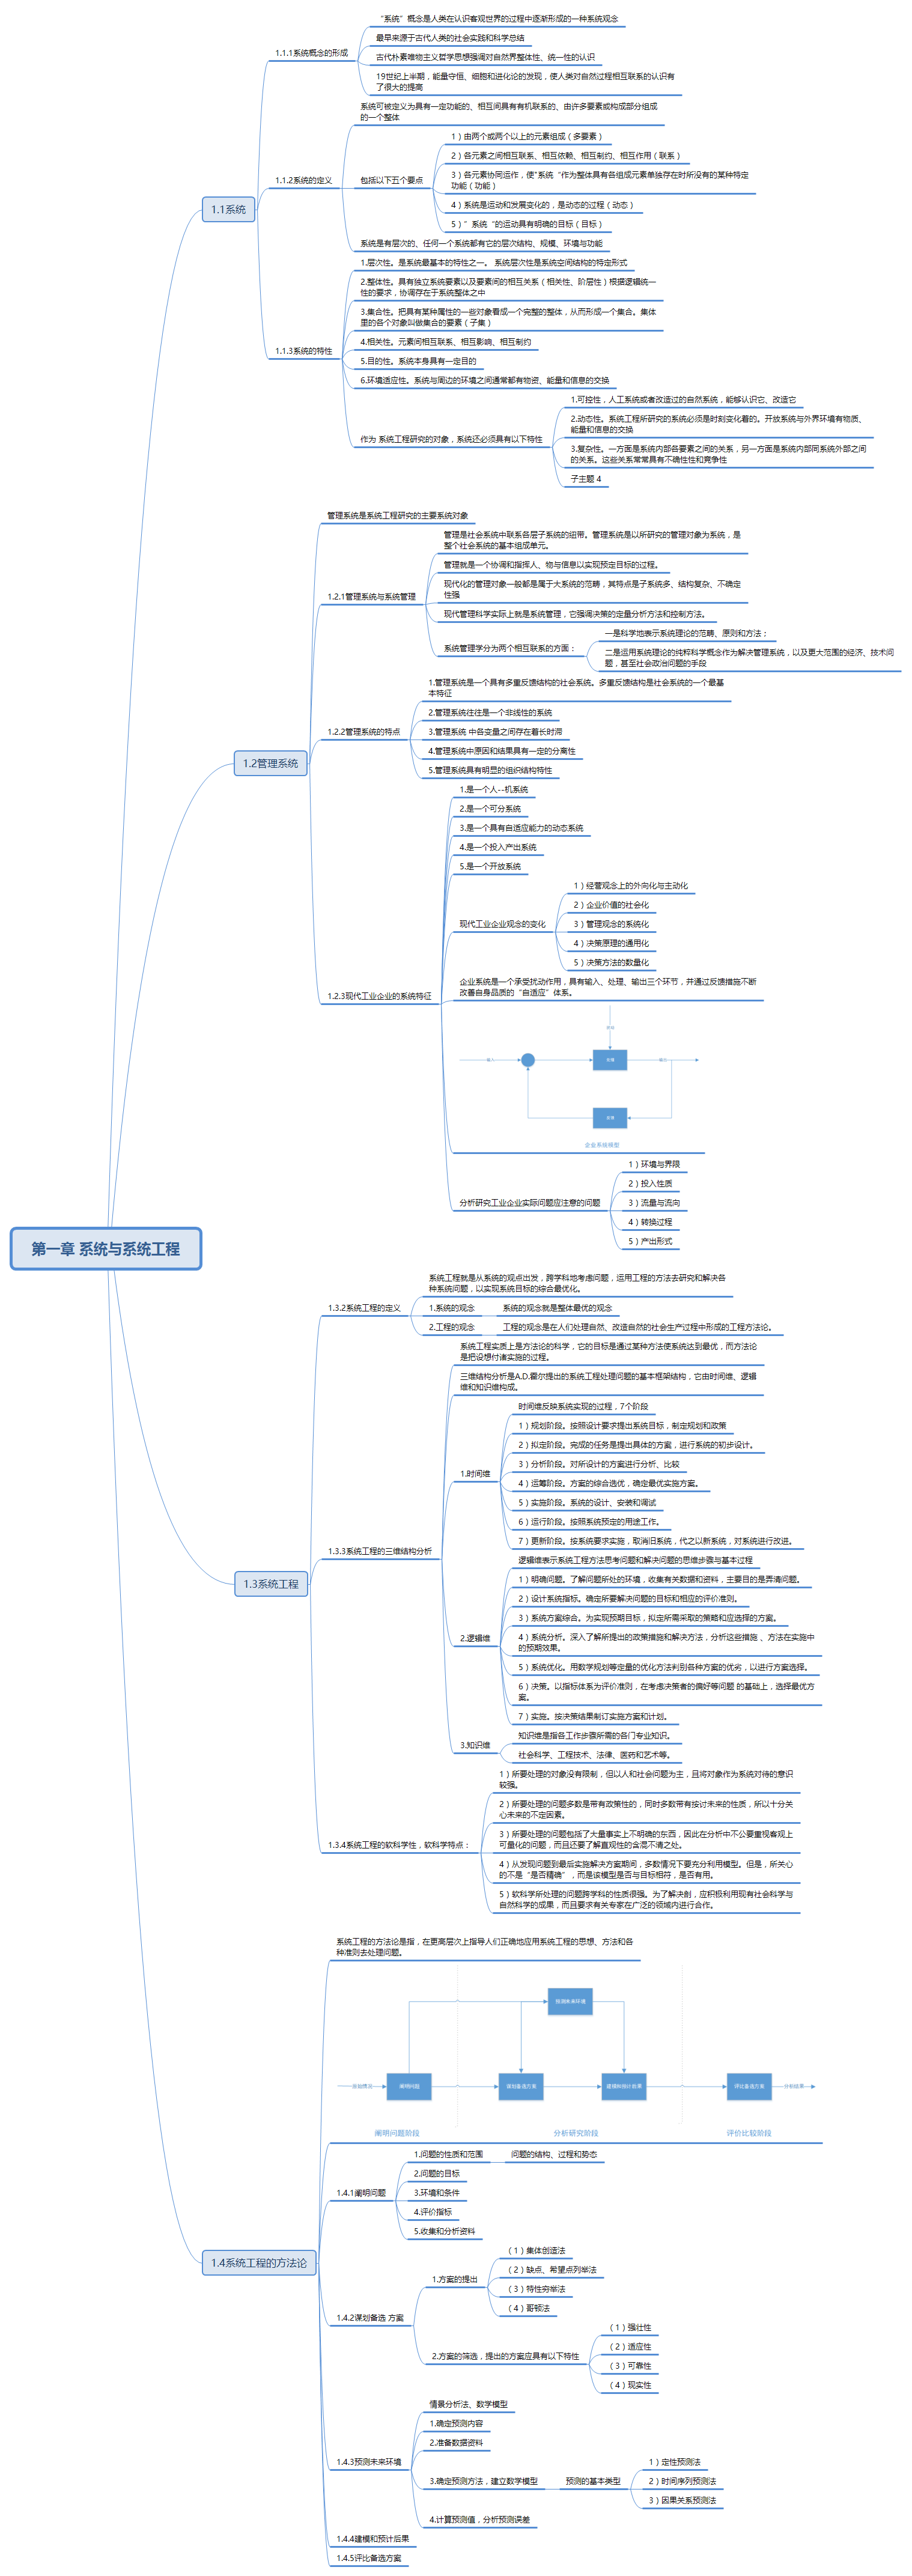 第一章 系统与系统工程
1.1系统
1.1.1系统概念的形成
“系统”概念是人类在认识客观世界的过程中逐渐形成的一种系统观念
最早来源于古代人类的社会实践和科学总结
古代朴素唯物主义哲学思想强调对自然界整体性、统一性的认识
19世纪上半期，能量守恒、细胞和进化论的发现，使人类对自然过程相互联系的认识有
了很大的提高
1.1.2系统的定义
系统可被定义为具有一定功能的、相互间具有有机联系的、由许多要素或构成部分组成
的一个整体
包括以下五个要点
1）由两个或两个以上的元素组成（多要素）
2）各元素之间相互联系、相互依赖、相互制约、相互作用（联系）
3）各元素协同运作，使"系统“作为整体具有各组成元素单独存在时所没有的某种特定
功能（功能）
4）系统是运动和发展变化的，是动态的过程（动态）
5）”系统“的运动具有明确的目标（目标）
系统是有层次的、任何一个系统都有它的层次结构、规模、环境与功能
1.1.3系统的特性
1.层次性。是系统最基本的特性之一。 系统层次性是系统空间结构的特定形式
2.整体性。具有独立系统要素以及要素间的相互关系（相关性、阶层性）根据逻辑统一
性的要求，协调存在于系统整体之中
3.集合性。把具有某种属性的一些对象看成一个完整的整体，从而形成一个集合。集体
里的各个对象叫做集合的要素（子集）
4.相关性。元素间相互联系、相互影响、相互制约
5.目的性。系统本身具有一定目的
6.环境适应性。系统与周边的环境之间通常都有物资、能量和信息的交换
作为 系统工程研究的对象，系统还必须具有以下特性
1.可控性，人工系统或者改造过的自然系统，能够认识它、改造它
2.动态性。系统工程所研究的系统必须是时刻变化着的。开放系统与外界环境有物质、
能量和信息的交换
3.复杂性。一方面是系统内部各要素之间的关系，另一方面是系统内部同系统外部之间
的关系。这些关系常常具有不确性性和竞争性
子主题 4
1.2管理系统
管理系统是系统工程研究的主要系统对象
1.2.1管理系统与系统管理
管理是社会系统中联系各层子系统的纽带。管理系统是以所研究的管理对象为系统，是
整个社会系统的基本组成单元。
管理就是一个协调和指挥人、物与信息以实现预定目标的过程。
现代化的管理对象一般都是属于大系统的范畴，其特点是子系统多、结构复杂、不确定
性强
现代管理科学实际上就是系统管理，它强调决策的定量分析方法和控制方法。
系统管理学分为两个相互联系的方面：
一是科学地表示系统理论的范畴、原则和方法；
二是运用系统理论的纯粹科学概念作为解决管理系统，以及更大范围的经济、技术问
题，甚至社会政治问题的手段
1.2.2管理系统的特点
1.管理系统是一个具有多重反馈结构的社会系统。多重反馈结构是社会系统的一个最基
本特征
2.管理系统往往是一个非线性的系统
3.管理系统 中各变量之间存在着长时滞
4.管理系统中原因和结果具有一定的分离性
5.管理系统具有明显的组织结构特性
1.2.3现代工业企业的系统特征
1.是一个人--机系统
2.是一个可分系统
3.是一个具有自适应能力的动态系统
4.是一个投入产出系统
5.是一个开放系统
现代工业企业观念的变化
1）经营观念上的外向化与主动化
2）企业价值的社会化
3）管理观念的系统化
4）决策原理的通用化
5）决策方法的数量化
企业系统是一个承受扰动作用，具有输入、处理、输出三个环节，并通过反馈措施不断
改善自身品质的“自适应”体系。
输入
处理
输出
反馈
企业系统模型
分析研究工业企业实际问题应注意的问题
1）环境与界限
2）投入性质
3）流量与流向
4）转换过程
5）产出形式
1.3系统工程
1.3.2系统工程的定义
系统工程就是从系统的观点出发，跨学科地考虑问题，运用工程的方法去研究和解决各
种系统问题，以实现系统目标的综合最优化。
1.系统的观念
系统的观念就是整体最优的观念
2.工程的观念
工程的观念是在人们处理自然、改造自然的社会生产过程中形成的工程方法论。
1.3.3系统工程的三维结构分析
系统工程实质上是方法论的科学，它的目标是通过某种方法使系统达到最优，而方法论
是把设想付诸实施的过程。
三维结构分析是A.D.霍尔提出的系统工程处理问题的基本框架结构，它由时间维、逻辑
维和知识维构成。
1.时间维
时间维反映系统实现的过程，7个阶段
1）规划阶段。按照设计要求提出系统目标，制定规划和政策
2）拟定阶段。完成的任务是提出具体的方案，进行系统的初步设计。
3）分析阶段。对所设计的方案进行分析、比较
4）运筹阶段。方案的综合选优，确定最优实施方案。
5）实施阶段。系统的设计、安装和调试
6）运行阶段。按照系统预定的用途工作。
7）更新阶段。按系统要求实施，取消旧系统，代之以新系统，对系统进行改进。
2.逻辑维
逻辑维表示系统工程方法思考问题和解决问题的思维步骤与基本过程
1）明确问题。了解问题所处的环境，收集有关数据和资料，主要目的是弄清问题。
2）设计系统指标。确定所要解决问题的目标和相应的评价准则。
3）系统方案综合。为实现预期目标，拟定所需采取的策略和应选择的方案。
4）系统分析。深入了解所提出的政策措施和解决方法，分析这些措施 、方法在实施中
的预期效果。
5）系统优化。用数学规划等定量的优化方法判别各种方案的优劣，以进行方案选择。
6）决策。以指标体系为评价准则，在考虑决策者的偏好等问题 的基础上，选择最优方
案。
7）实施。按决策结果制订实施方案和计划。
3.知识维
知识维是指各工作步骤所需的各门专业知识。
社会科学、工程技术、法律、医药和艺术等。
1.3.4系统工程的软科学性，软科学特点：
1）所要处理的对象没有限制，但以人和社会问题为主，且将对象作为系统对待的意识
较强。
2）所要处理的问题多数是带有政策性的，同时多数带有按讨未来的性质，所以十分关
心未来的不定因素。
3）所要处理的问题包括了大量事实上不明确的东西，因此在分析中不公要重视客观上
可量化的问题，而且还要了解直观性的含混不清之处。
4）从发现问题到最后实施解决方案期间，多数情况下要充分利用模型。但是，所关心
的不是“是否精确”，而是该模型是否与目标相符，是否有用。
5）软科学所处理的问题跨学科的性质很强。为了解决削，应积极利用现有社会科学与
自然科学的成果，而且要求有关专家在广泛的领域内进行合作。
1.4系统工程的方法论
系统工程的方法论是指，在更高层次上指导人们正确地应用系统工程的思想、方法和各
种准则去处理问题。
预测未来环境
原始情况
阐明问题
谋划备选方案
建模和预计后果
评比备选方案
分析结果
阐明问题阶段
分析研究阶段
评价比较阶段
1.4.1阐明问题
1.问题的性质和范围
问题的结构、过程和势态
2.问题的目标
3.环境和条件
4.评价指标
5.收集和分析资料
1.4.2谋划备选 方案
1.方案的提出
（1）集体创造法
（2）缺点、希望点列举法
（3）特性穷举法
（4）哥顿法
2.方案的筛选，提出的方案应具有以下特性
（1）强壮性
（2）适应性
（3）可靠性
（4）现实性
1.4.3预测未来环境
情景分析法、数学模型
1.确定预测内容
2.准备数据资料
3.确定预测方法，建立数学模型
预测的基本类型
1）定性预测法
2）时间序列预测法
3）因果关系预测法
4.计算预测值，分析预测误差
1.4.4建模和预计后果
1.4.5评比备选方案